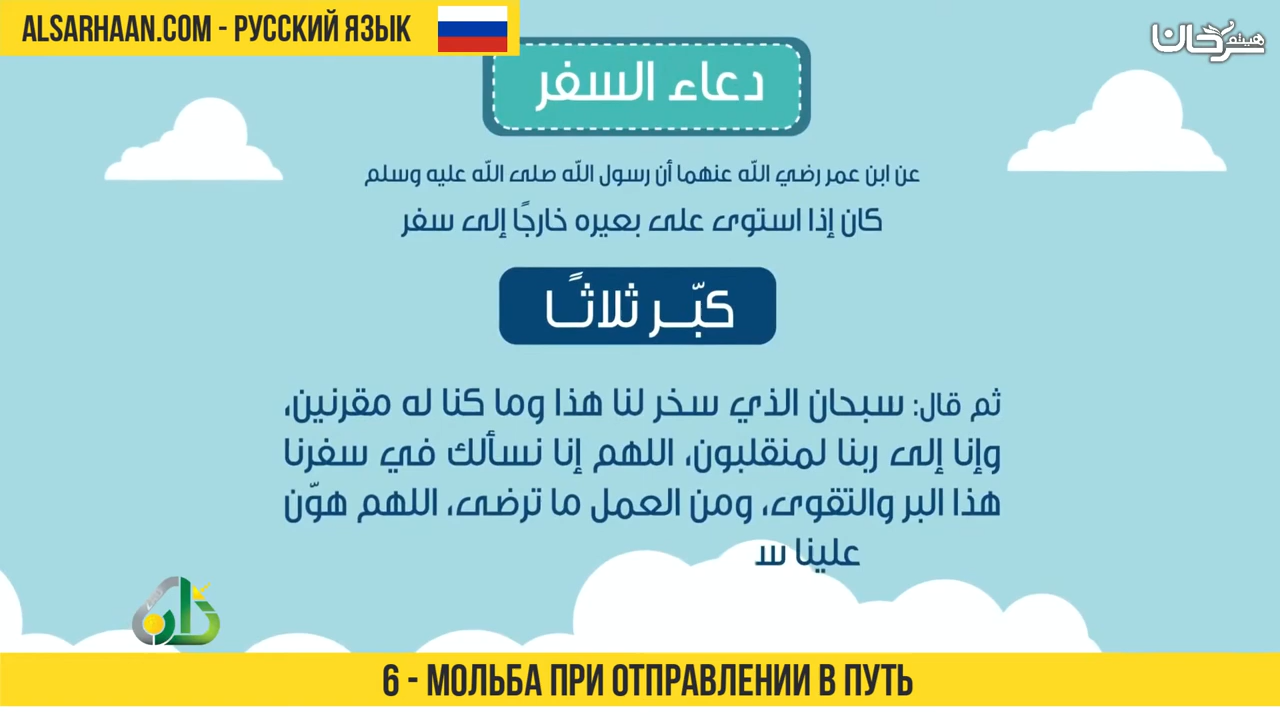 ALSARHAAN.COM - РУССКИЙ ЯЗЫК
هيثم سرحان
دعاء السفر
عن ابن عمر رضي الله عنهما أن رسول الله صلى الله عليه وسلم
كان إذا استوى على بعيره خارجًا إلى سفر
كبّر ثلاثًا
ثم قال: سبحان الذي سخر لنا هذا وما كنا له مقرنين،
وإنا إلى ربنا لمنقلبون، اللهم إنا نسألك في سفرنا
هذا البر والتقوى، ومن العمل ما ترضى، اللهم هوّن
علينا س
6 - МОЛЬБА ПРИ ОТПРАВЛЕНИИ В ПУТЬ